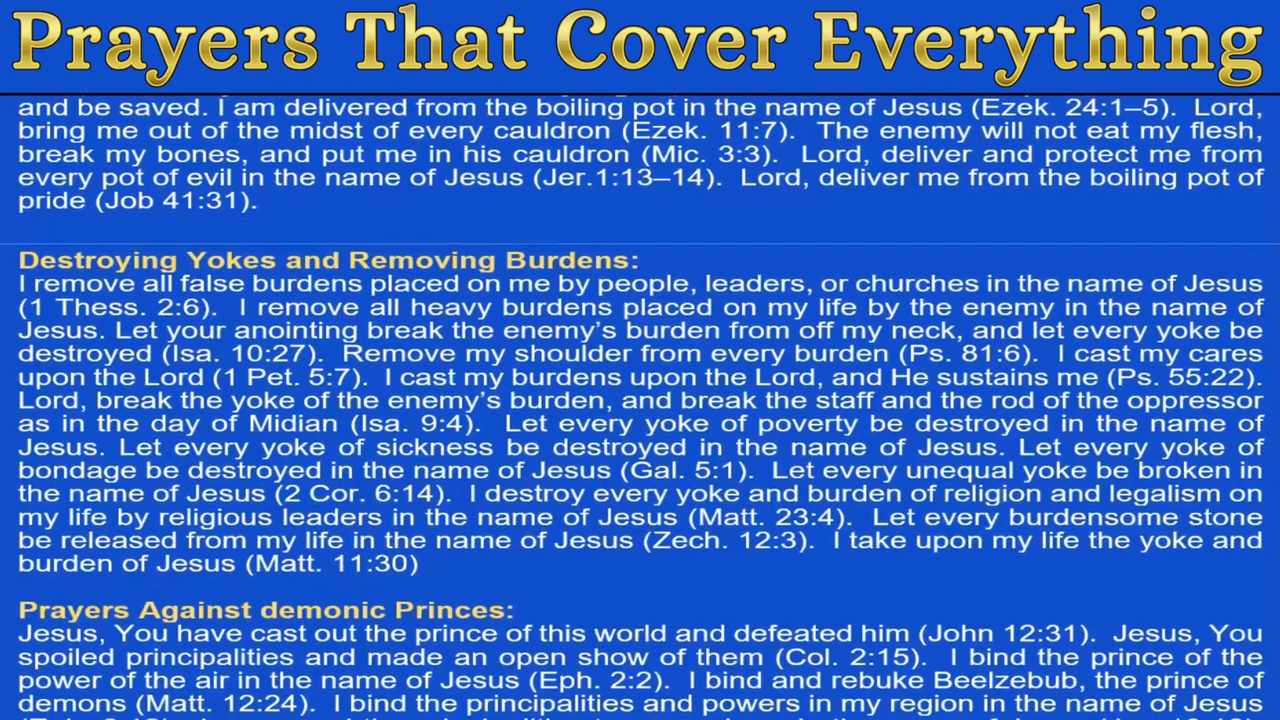 Prayers That Cover Everything
and be saved. I am delivered from the boiling pot in the name of Jesus (Ezek. 24:1–5).  Lord,
bring me out of the midst of every cauldron (Ezek. 11:7).  The enemy will not eat my flesh,
break my bones, and put me in his cauldron (Mic. 3:3).  Lord, deliver and protect me from
every pot of evil in the name of Jesus (Jer.1:13–14).  Lord, deliver me from the boiling pot of
pride (Job 41:31).
Destroying Yokes and Removing Burdens:
I remove all false burdens placed on me by people, leaders, or churches in the name of Jesus
(1 Thess. 2:6).  I remove all heavy burdens placed on my life by the enemy in the name of
Jesus. Let your anointing break the enemy’s burden from off my neck, and let every yoke be
destroyed (Isa. 10:27).  Remove my shoulder from every burden (Ps. 81:6).  I cast my cares
upon the Lord (1 Pet. 5:7).  I cast my burdens upon the Lord, and He sustains me (Ps. 55:22).
Lord, break the yoke of the enemy’s burden, and break the staff and the rod of the oppressor
as in the day of Midian (Isa. 9:4).  Let every yoke of poverty be destroyed in the name of
Jesus. Let every yoke of sickness be destroyed in the name of Jesus. Let every yoke of
bondage be destroyed in the name of Jesus (Gal. 5:1).  Let every unequal yoke be broken in
the name of Jesus (2 Cor. 6:14).  I destroy every yoke and burden of religion and legalism on
my life by religious leaders in the name of Jesus (Matt. 23:4).  Let every burdensome stone
be released from my life in the name of Jesus (Zech. 12:3).  I take upon my life the yoke and
burden of Jesus (Matt. 11:30)
Prayers Against demonic Princes:
Jesus, You have cast out the prince of this world and defeated him (John 12:31).  Jesus, You
spoiled principalities and made an open show of them (Col. 2:15).  I bind the prince of the
power of the air in the name of Jesus (Eph. 2:2).  I bind and rebuke Beelzebub, the prince of
demons (Matt. 12:24).  I bind the principalities and powers in my region in the name of Jesus